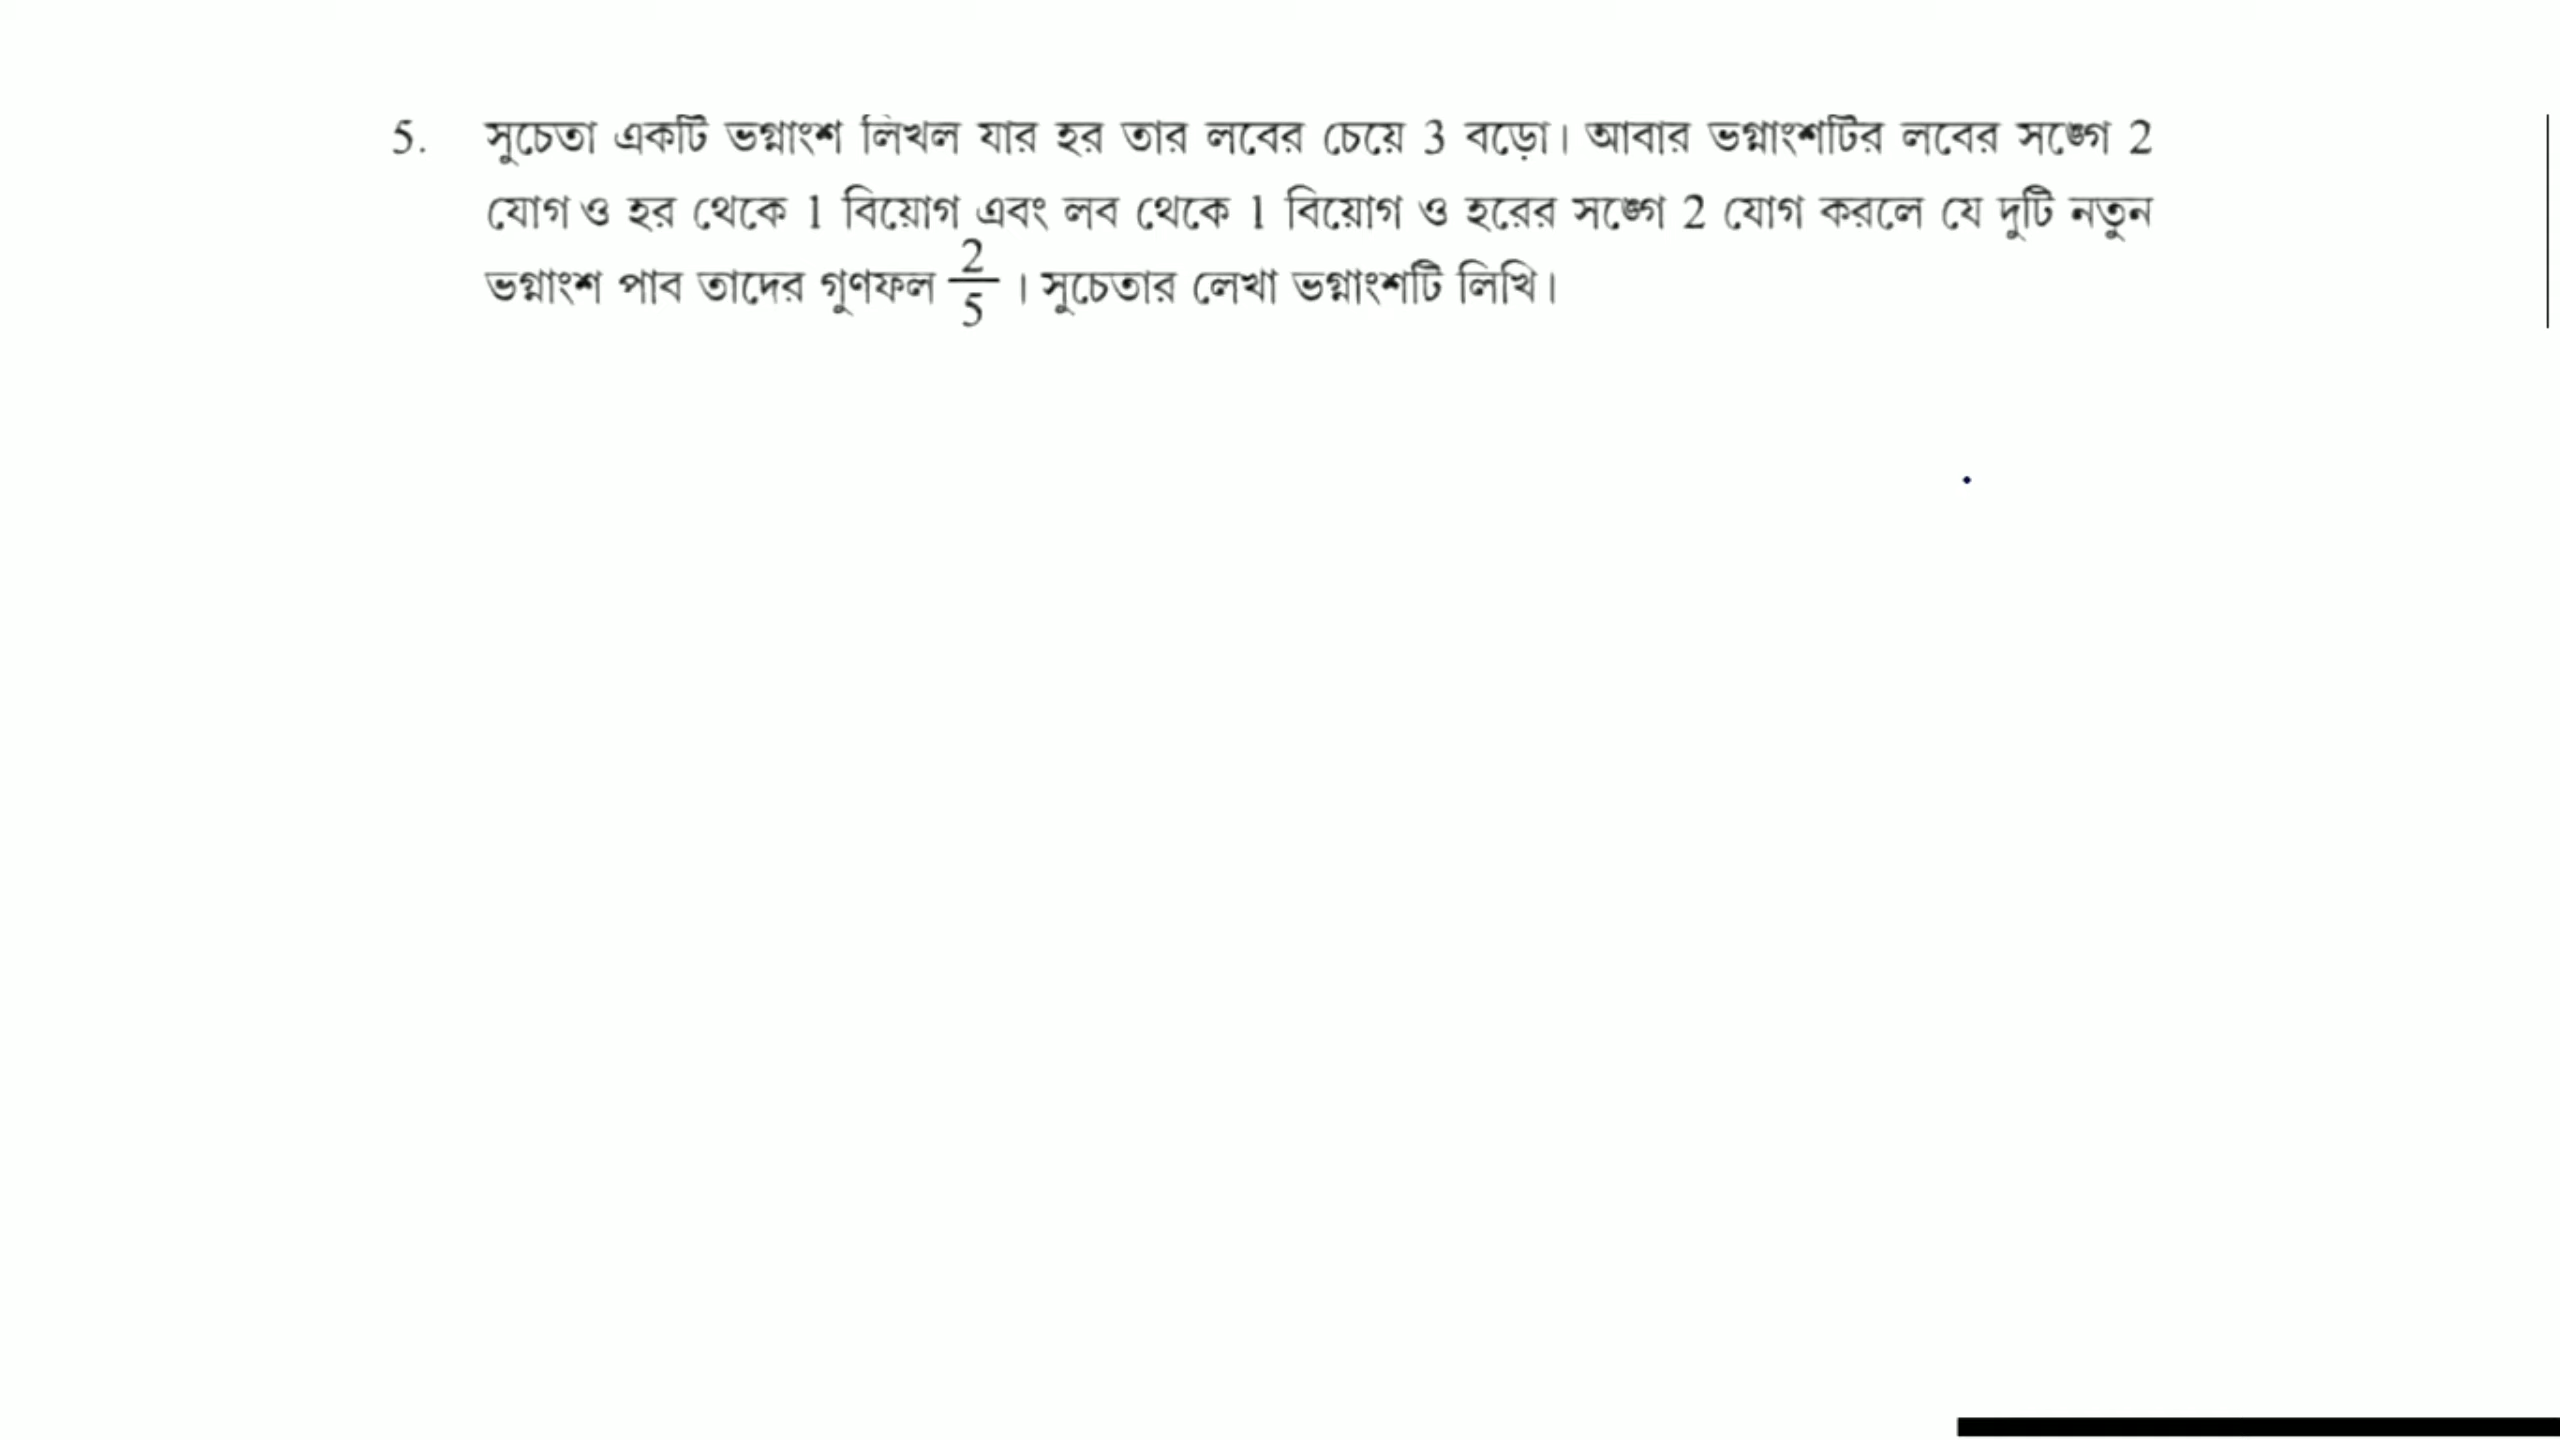 5. সুচেতা একটি ভগ্নাংশ লিখল যার হর তার লবের চেয়ে 3 বড়ো। আবার ভগ্নাংশটির লবের সঙ্গে 2
যোগ ও হর থেকে 1 বিয়োগ এবং লব থেকে 1 বিয়োগ ও হরের সঙ্গে 2 যোগ করলে যে দুটি নতুন
ভগ্নাংশ পাব তাদের গুণফল 2/5 । সুচেতার লেখা ভগ্নাংশটি লিখি।